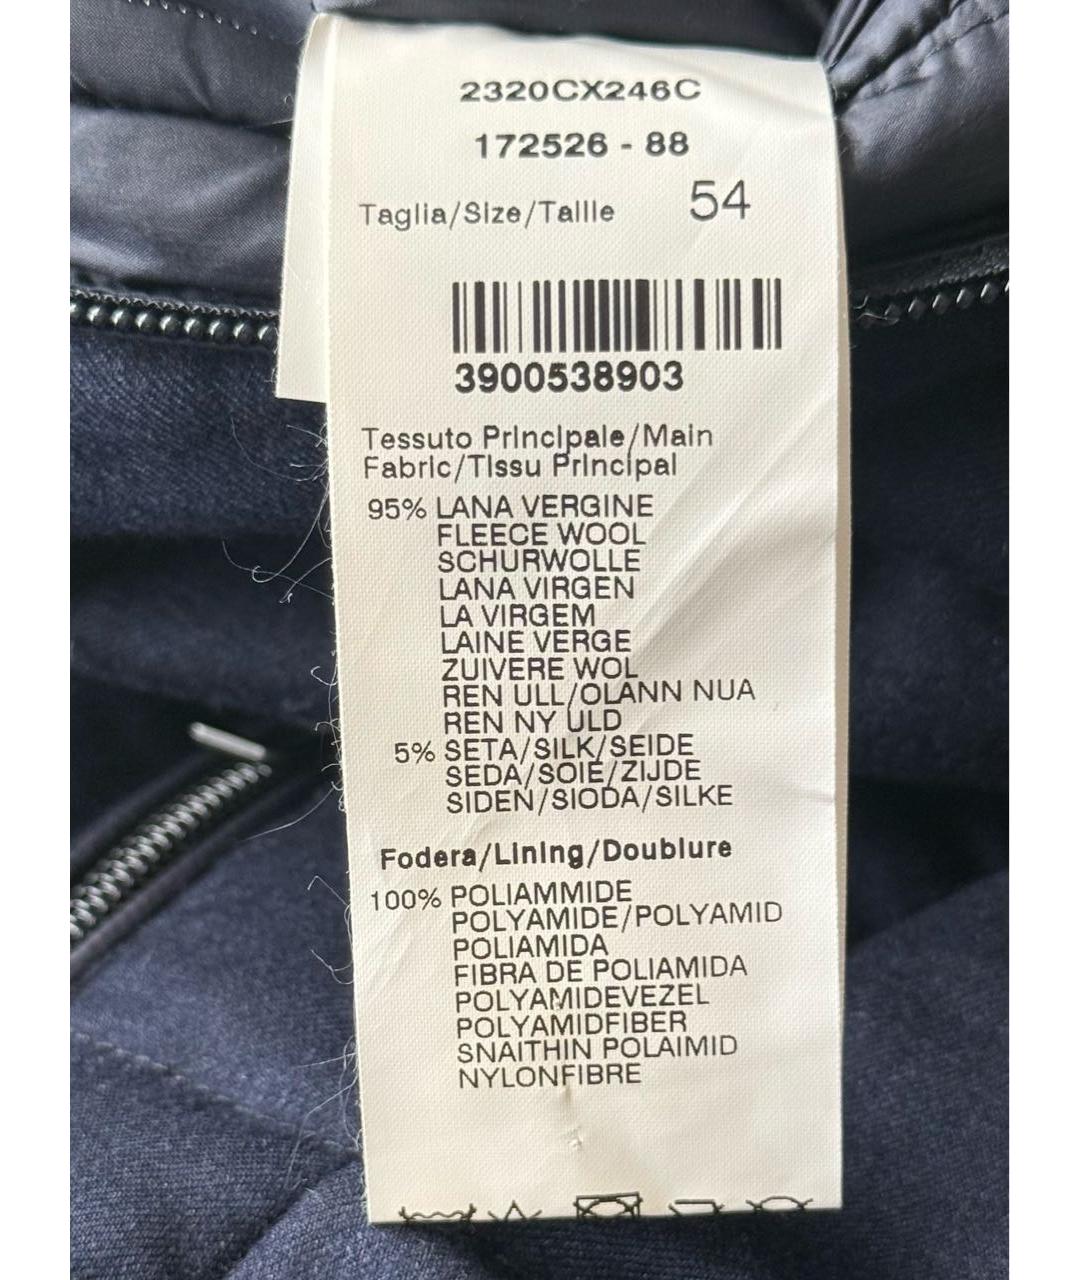 2320CX246C
172526 - 88
Taglia/Size/Taille 54
3900538903
Tessuto Principale/Main
Fabric/Tissu Principal
95% LANA VERGINE
FLEECE WOOL
SCHURWOLLE
LANA VIRGEN
LA VIRGEM
LAINE VERGE
ZUIVERE WOL
REN ULL/OLANN NUA
REN NY ULD
5% SETA/SILK/SEIDE
SEDA/SOIE/ZIJDE
SIDEN/SIODA/SILKE
Fodera/Lining/Doublure
100% POLIAMMIDE
POLYAMIDE/POLYAMID
POLIAMIDA
FIBRA DE POLIAMIDA
POLYAMIDEVEZEL
POLYAMIDFIBER
SNAITHIN POLAIMID
NYLONFIBRE